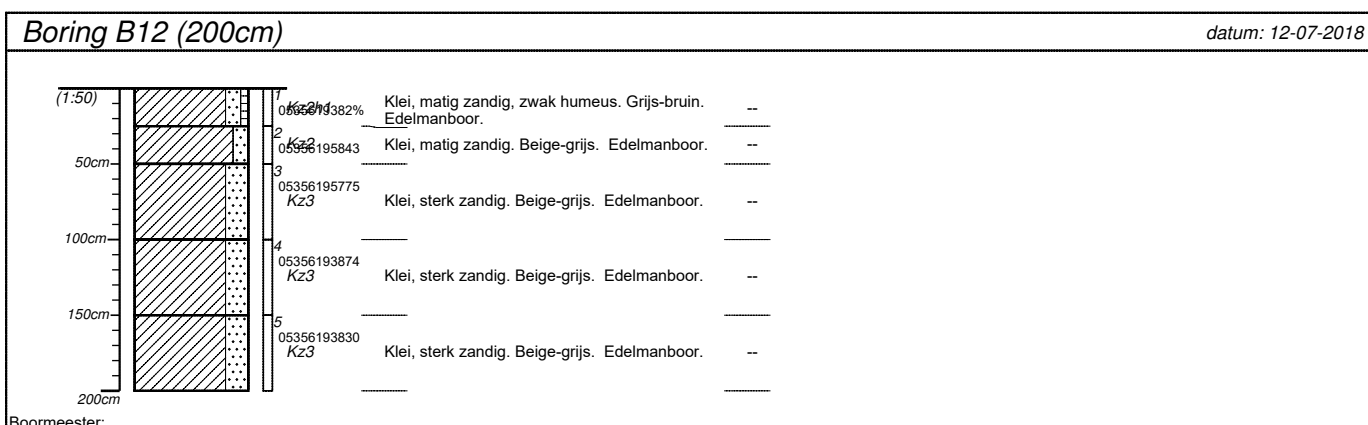 Boring B12 (200cm) datum: 12-07-2018
(1:50)
1
Kz2h1 Klei, matig zandig, zwak humeus. Grijs-bruin. --
Edelmanboor.
2
05356195843
Kz2 Klei, matig zandig. Beige-grijs. Edelmanboor. --
50cm
3
05356195775
Kz3 Klei, sterk zandig. Beige-grijs. Edelmanboor. --
100cm
4
05356193874
Kz3 Klei, sterk zandig. Beige-grijs. Edelmanboor. --
150cm
5
05356193830
Kz3 Klei, sterk zandig. Beige-grijs. Edelmanboor. --
200cm
Boormeester: